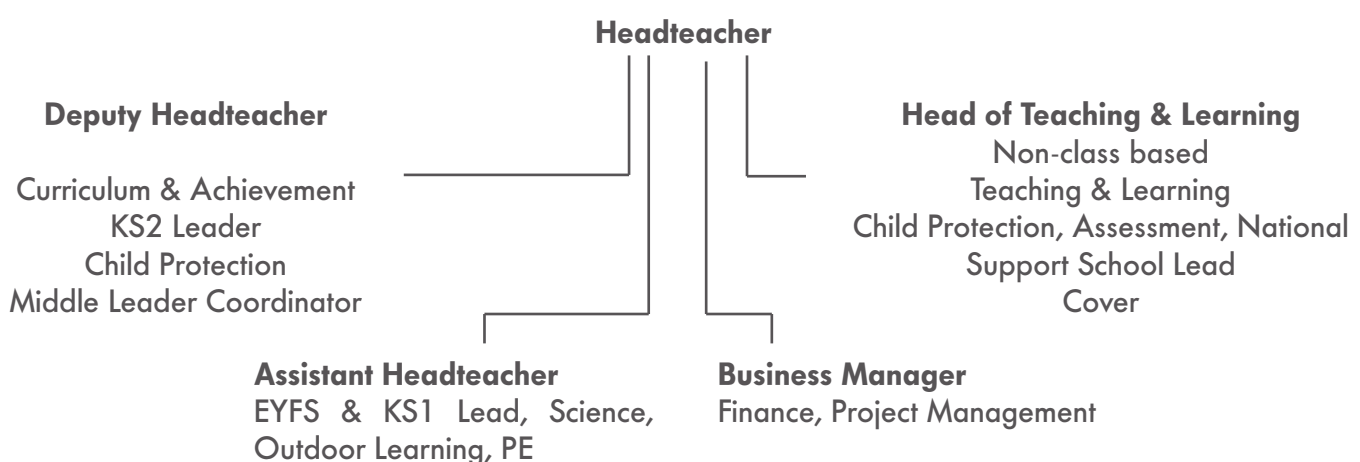 Headteacher
Deputy Headteacher
Curriculum & Achievement
KS2 Leader
Child Protection
Middle Leader Coordinator
Head of Teaching & Learning
Non-class based
Teaching & Learning
Child Protection, Assessment, National
Support School Lead
Cover
Assistant Headteacher
EYFS & KS1 Lead, Science,
Outdoor Learning, PE
Business Manager
Finance, Project Management